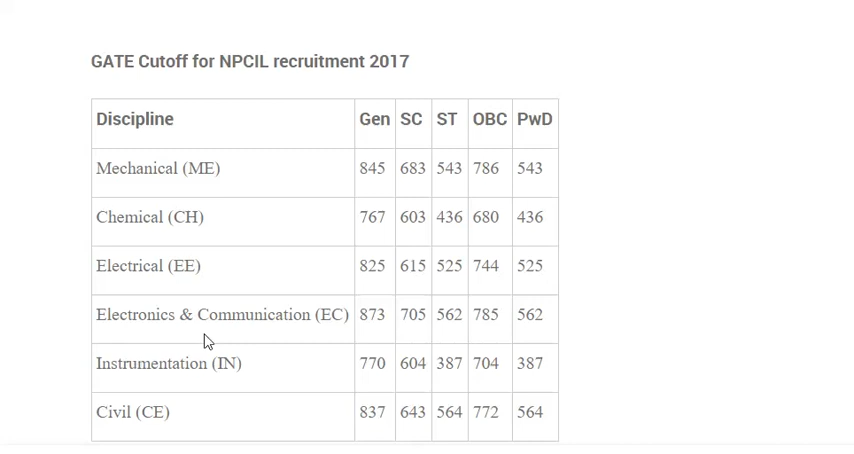 GATE Cutoff for NPCIL recruitment 2017
Discipline Gen SC ST OBC PwD
Mechanical (ME) 845 683 543 786 543
Chemical (CH) 767 603 436 680 436
Electrical (EE) 825 615 525 744 525
Electronics & Communication (EC) 873 705 562 785 562
Instrumentation (IN) 770 604 387 704 387
Civil (CE) 837 643 564 772 564